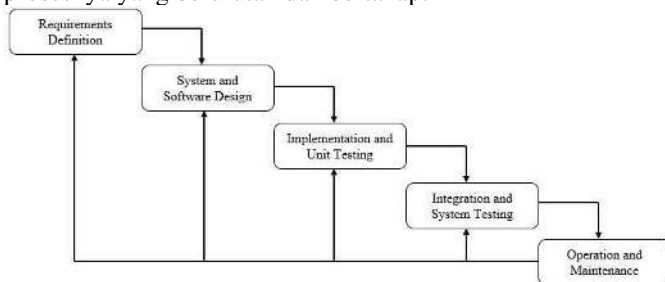 Requirements
Definition
System and
Software Design
Implementation and
Unit Testing
Integration and
System Testing
Operation and
Maintenance